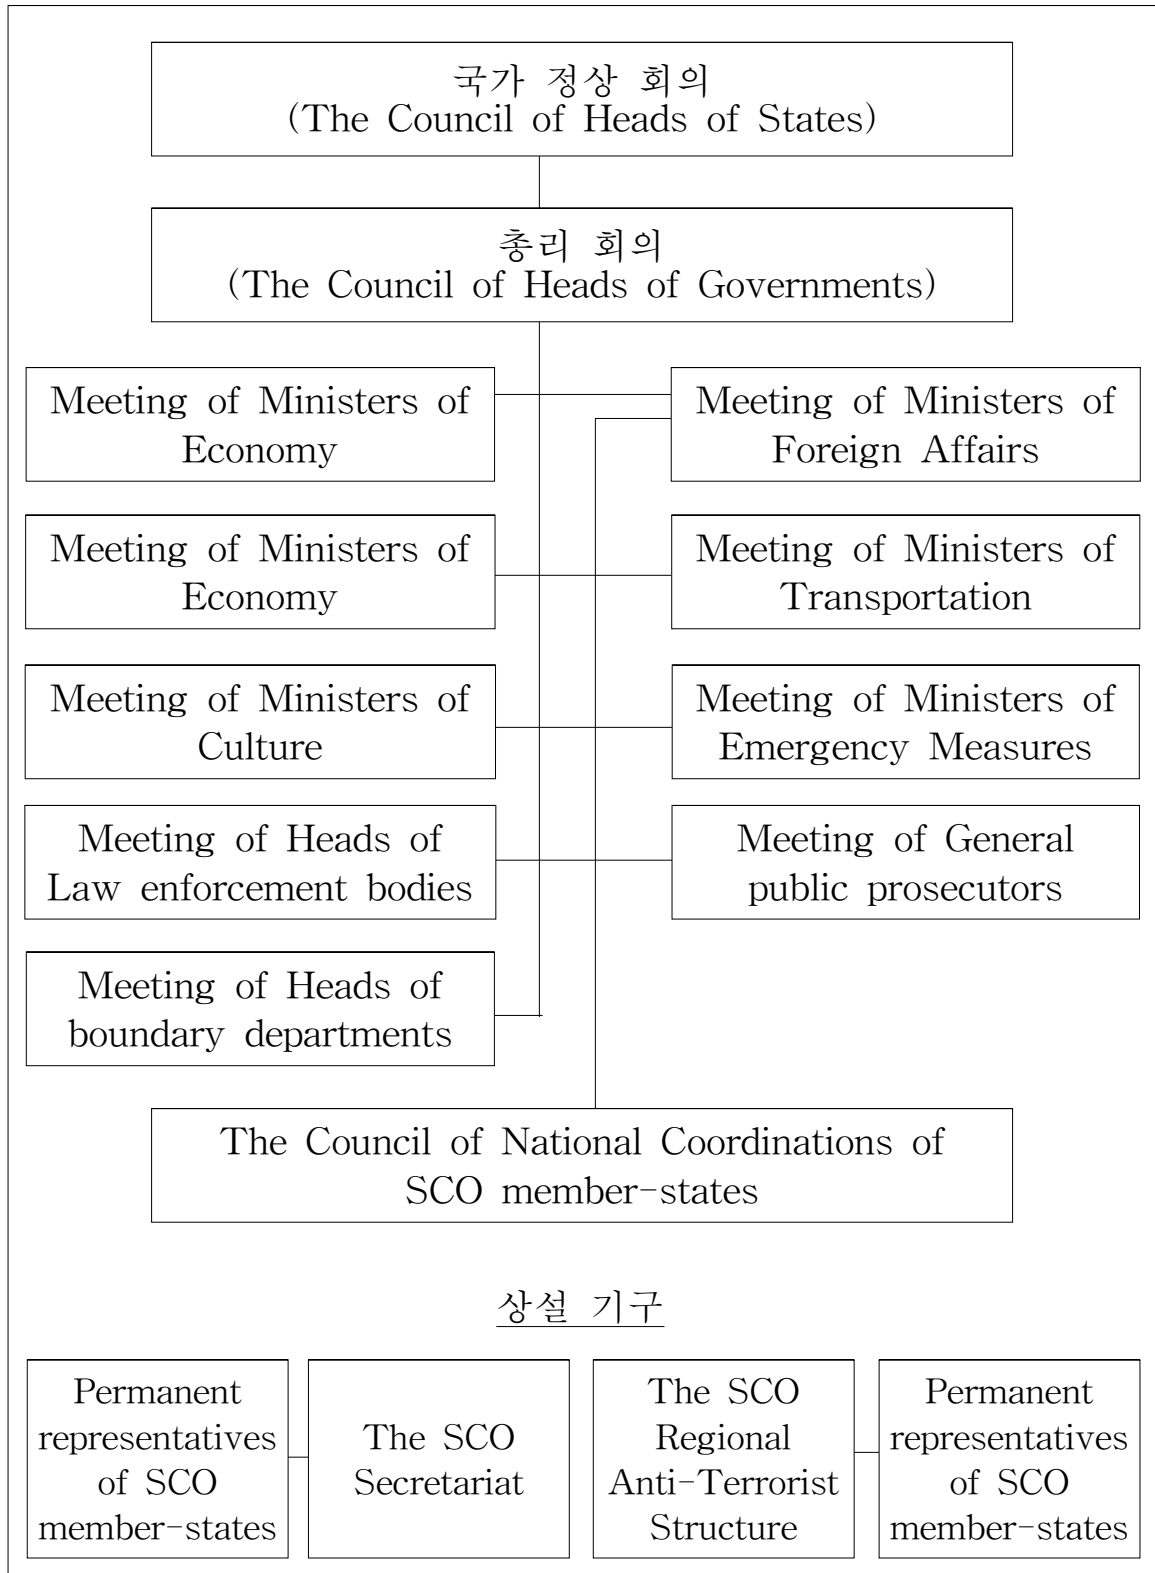 국가 정상 회의
(The Council of Heads of States)
총리 회의
(The Council of Heads of Governments)
Meeting of Ministers of
Economy
Meeting of Ministers of
Foreign Affairs
Meeting of Ministers of
Economy
Meeting of Ministers of
Transportation
Meeting of Ministers of
Culture
Meeting of Ministers of
Emergency Measures
Meeting of Heads of
Law enforcement bodies
Meeting of General
public prosecutors
Meeting of Heads of
boundary departments
The Council of National Coordinations of
SCO member-states
상설 기구
Permanent
representatives
of SCO
member-states
The SCO
Secretariat
The SCO
Regional
Anti-Terrorist
Structure
Permanent
representatives
of SCO
member-states